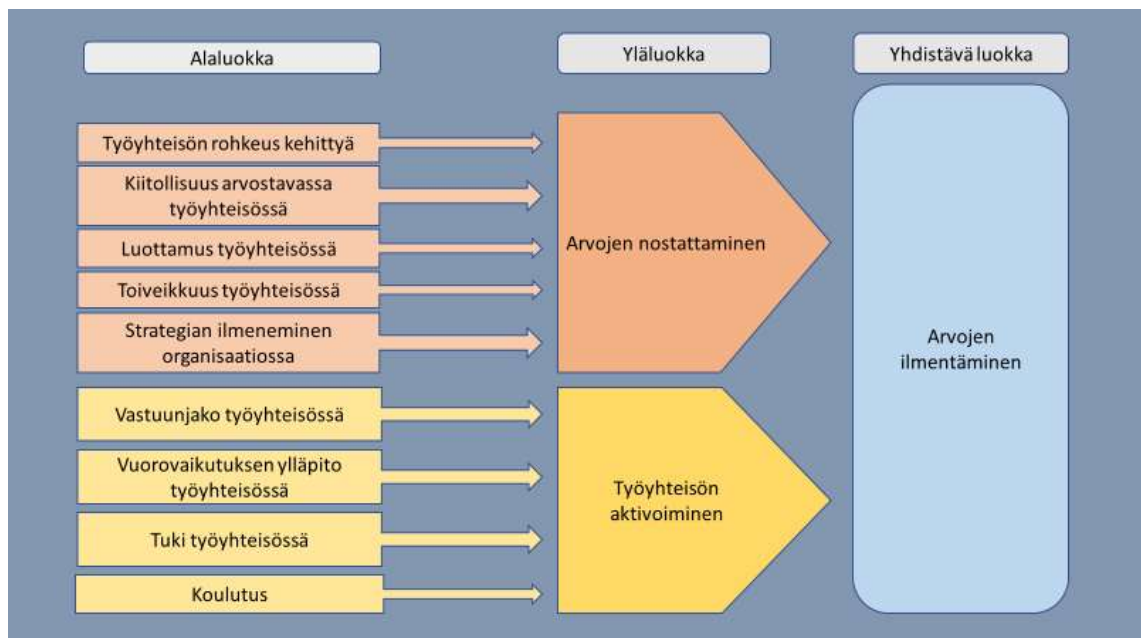 Alaluokka
Yläluokka
Yhdistävä luokka
Työyhteisön rohkeus kehittyä
Kiitollisuus arvostavassa
työyhteisössä
Luottamus työyhteisössä
Toiveikkuus työyhteisössä
Strategian ilmeneminen
organisaatiossa
Arvojen nostattaminen
Vastuunjako työyhteisössä
Vuorovaikutuksen ylläpito
työyhteisössä
Tuki työyhteisössä
Koulutus
Työyhteisön
aktivoiminen
Arvojen
ilmentäminen